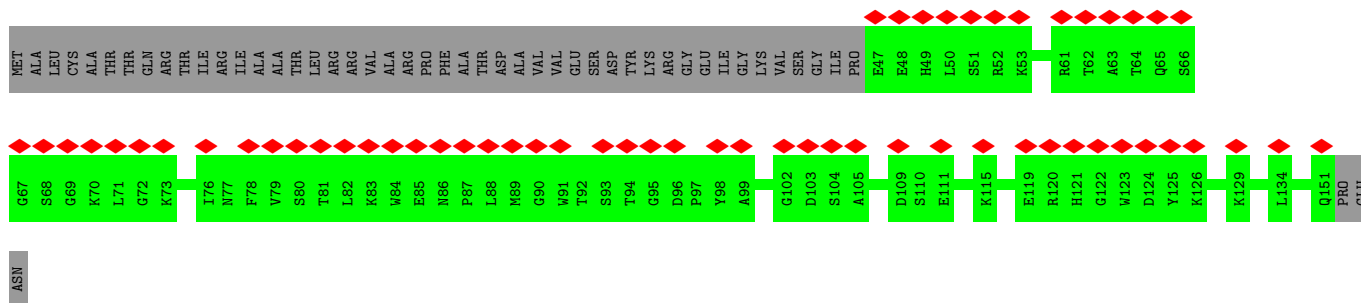 MET ALA LEU CYS ALA THR THR GLN ARG THR ILE ARG ILE ALA ALA THR LEU ARG ARG VAL ALA ARG PRO PHE ALA THR ASP ALA VAL VAL GLU SER ASP TYR LYS ARG GLY GLU ILE GLY LYS VAL SER GLY ILE PRO E47 E48 H49 L50 S51 R52 K53 R61 T62 A63 T64 Q65 S66
G67 S68 G69 K70 L71 G72 K73 I76 N77 F78 V79 S80 T81 L82 K83 W84 E85 N86 P87 L88 M89 G90 W91 T92 S93 T94 G95 D96 P97 Y98 A99 G102 D103 S104 A105 D109 S110 E111 K115 E119 R120 H121 G122 W123 D124 Y125 K126 K129 L134 Q151 PRO GLU
ASN